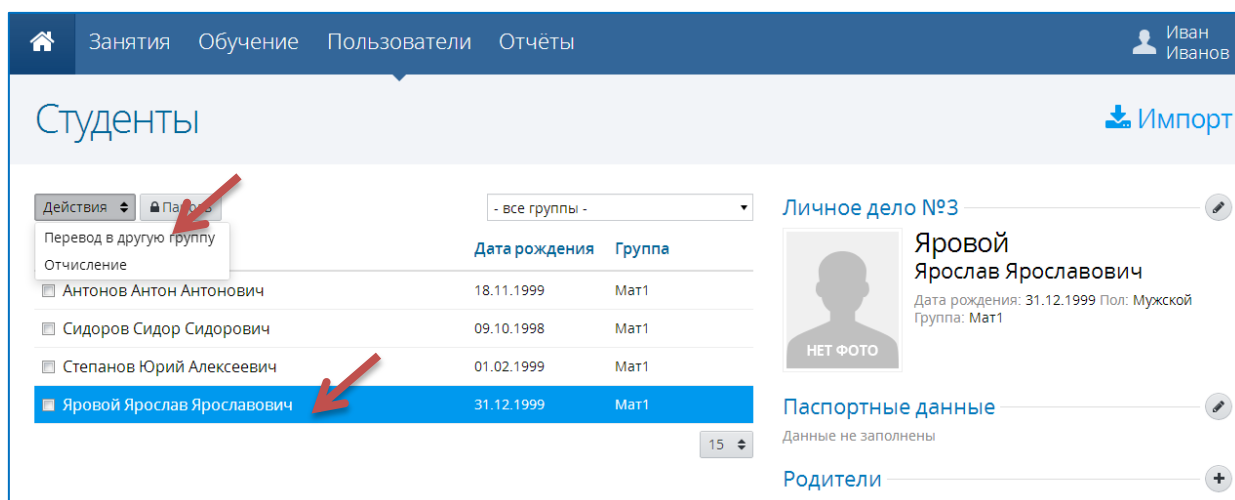 Занятия Обучение Пользователи Отчёты
Иван
Иванов
Студенты
Импорт
Действия
- все группы -
Перевод в другую группу
Отчисление
Дата рождения Группа
Антонов Антон Антонович 18.11.1999 Мат1
Сидоров Сидор Сидорович 09.10.1998 Мат1
Степанов Юрий Алексеевич 01.02.1999 Мат1
Яровой Ярослав Ярославович 31.12.1999 Мат1
15
Личное дело №3
Яровой
Ярослав Ярославович
Дата рождения: 31.12.1999 Пол: Мужской
Группа: Мат1
НЕТ ФОТО
Паспортные данные
Данные не заполнены
Родители